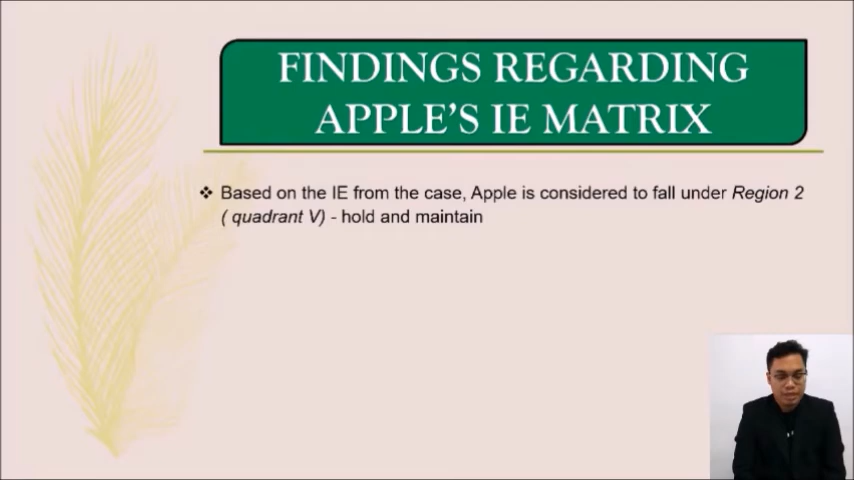 FINDINGS REGARDING
APPLE'S IE MATRIX
❖ Based on the IE from the case, Apple is considered to fall under Region 2
( quadrant V) - hold and maintain